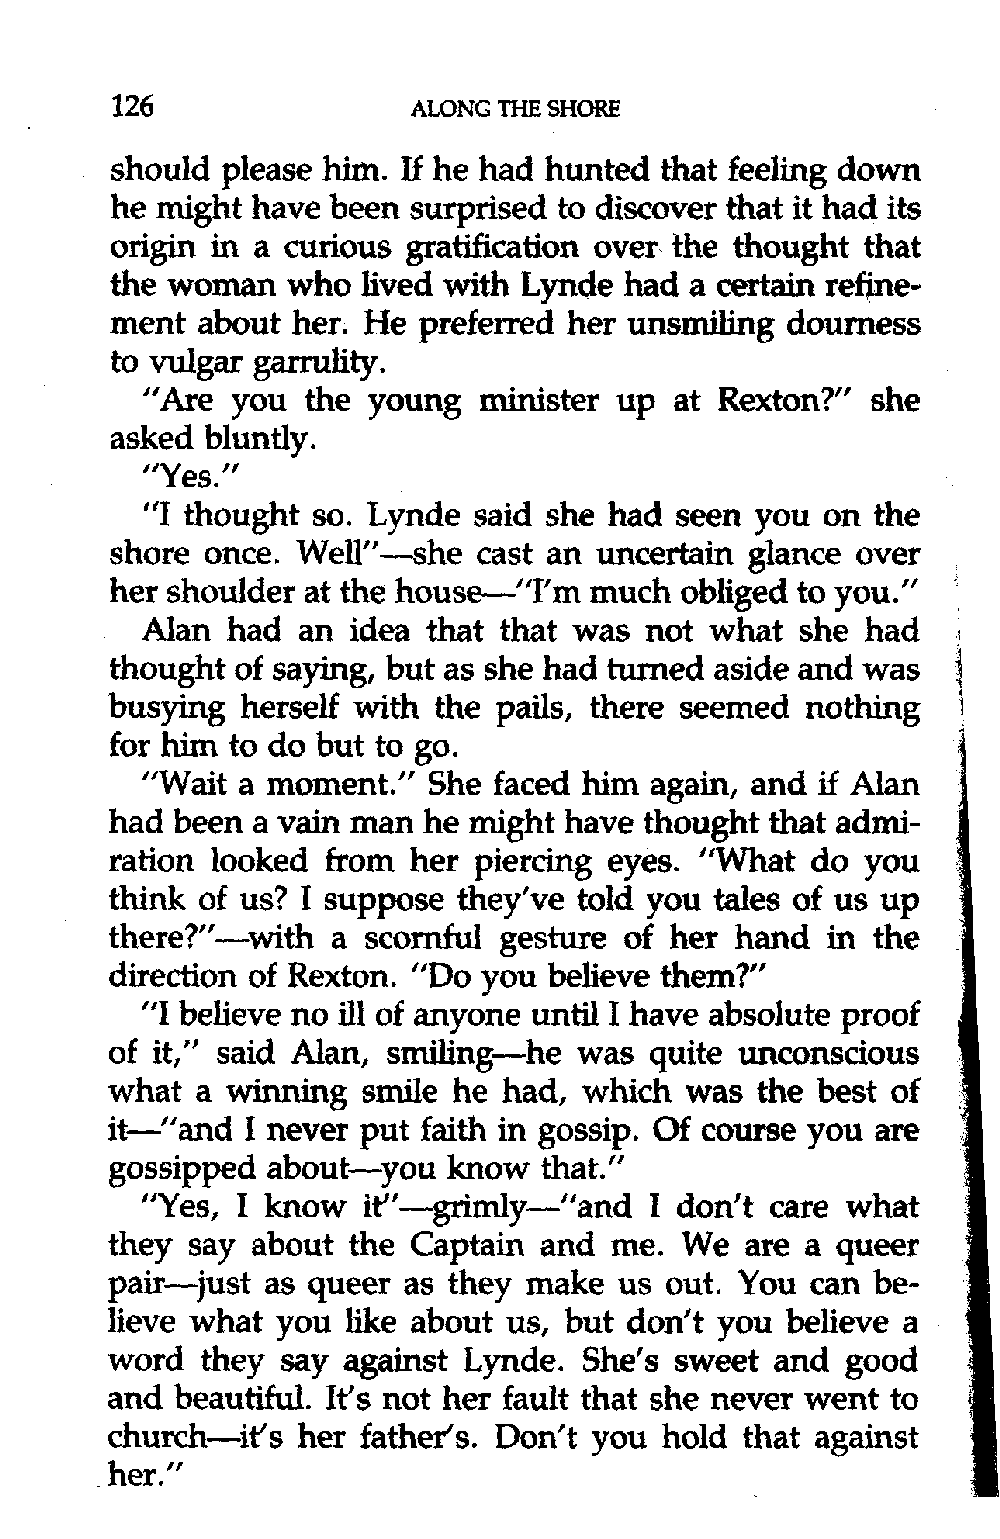 126 ALONG THE SHORE
should please him. If he had hunted that feeling down
he might have been surprised to discover that it had its
origin in a curious gratification over the thought that
the woman who lived with Lynde had a certain refine-
ment about her. He preferred her unsmiling dourness
to vulgar garrulity.
"Are you the young minister up at Rexton?" she
asked bluntly.
"Yes."
"I thought so. Lynde said she had seen you on the
shore once. Well"—she cast an uncertain glance over
her shoulder at the house—"I'm much obliged to you."
Alan had an idea that that was not what she had
thought of saying, but as she had turned aside and was
busying herself with the pails, there seemed nothing
for him to do but to go.
"Wait a moment." She faced him again, and if Alan
had been a vain man he might have thought that admi-
ration looked from her piercing eyes. "What do you
think of us? I suppose they've told you tales of us up
there?"—with a scornful gesture of her hand in the
direction of Rexton. "Do you believe them?"
"I believe no ill of anyone until I have absolute proof
of it," said Alan, smiling—he was quite unconscious
what a winning smile he had, which was the best of
it—"and I never put faith in gossip. Of course you are
gossipped about—you know that."
"Yes, I know it"—grimly—"and I don't care what
they say about the Captain and me. We are a queer
pair—just as queer as they make us out. You can be-
lieve what you like about us, but don't you believe a
word they say against Lynde. She's sweet and good
and beautiful. It's not her fault that she never went to
church—it's her father's. Don't you hold that against
her."